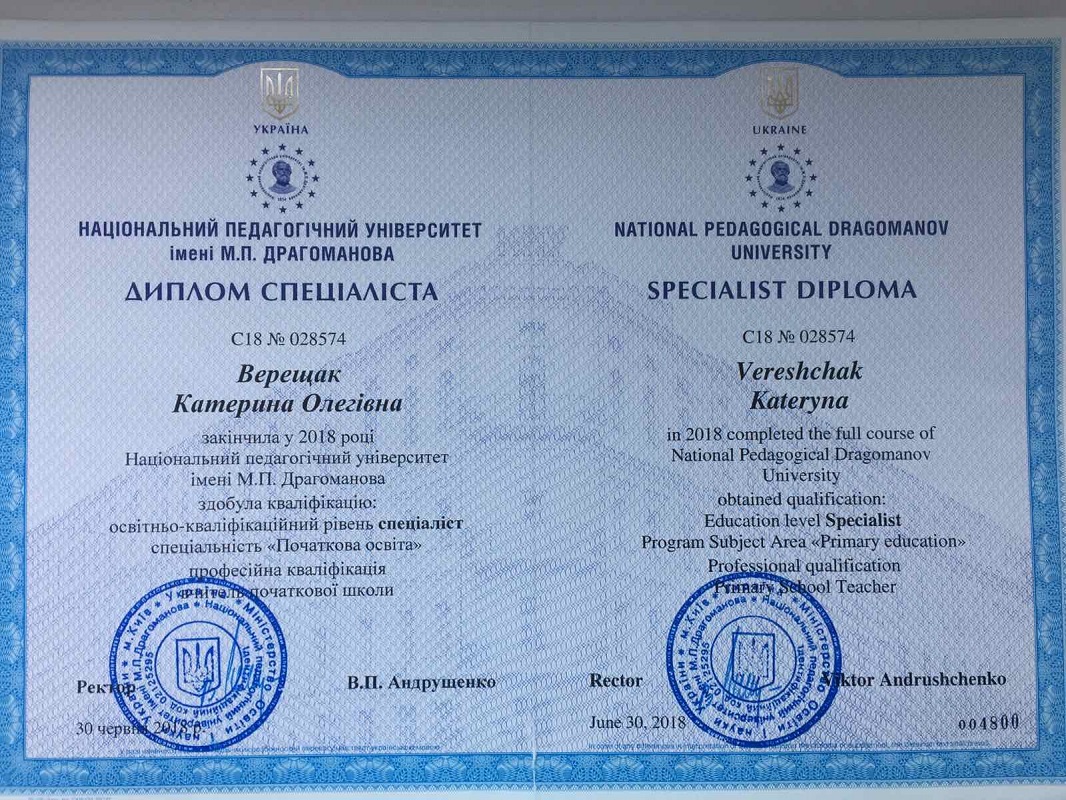 УКРАЇНА
НАЦІОНАЛЬНИЙ ПЕДАГОГІЧНИЙ УНІВЕРСИТЕТ
імені М.П. ДРАГОМАНОВА
ДИПЛОМ СПЕЦІАЛІСТА
С18 № 028574
Верещак
Катерина Олегівна
закінчила у 2018 році
Національний педагогічний університет
імені М.П. Драгоманова
здобула кваліфікацію:
освітньо-кваліфікаційний рівень спеціаліст
спеціальність «Початкова освіта»
професійна кваліфікація
вчитель початкової школи
Ректор
В.П. Андрущенко
30 червня 2018 р.
UKRAINE
NATIONAL PEDAGOGICAL DRAGOMANOV
UNIVERSITY
SPECIALIST DIPLOMA
C18 № 028574
Vereshchak
Kateryna
in 2018 completed the full course of
National Pedagogical Dragomanov
University
obtained qualification:
Education level Specialist
Program Subject Area «Primary education»
Professional qualification
Primary School Teacher
Rector
Viktor Andrushchenko
June 30, 2018
004800